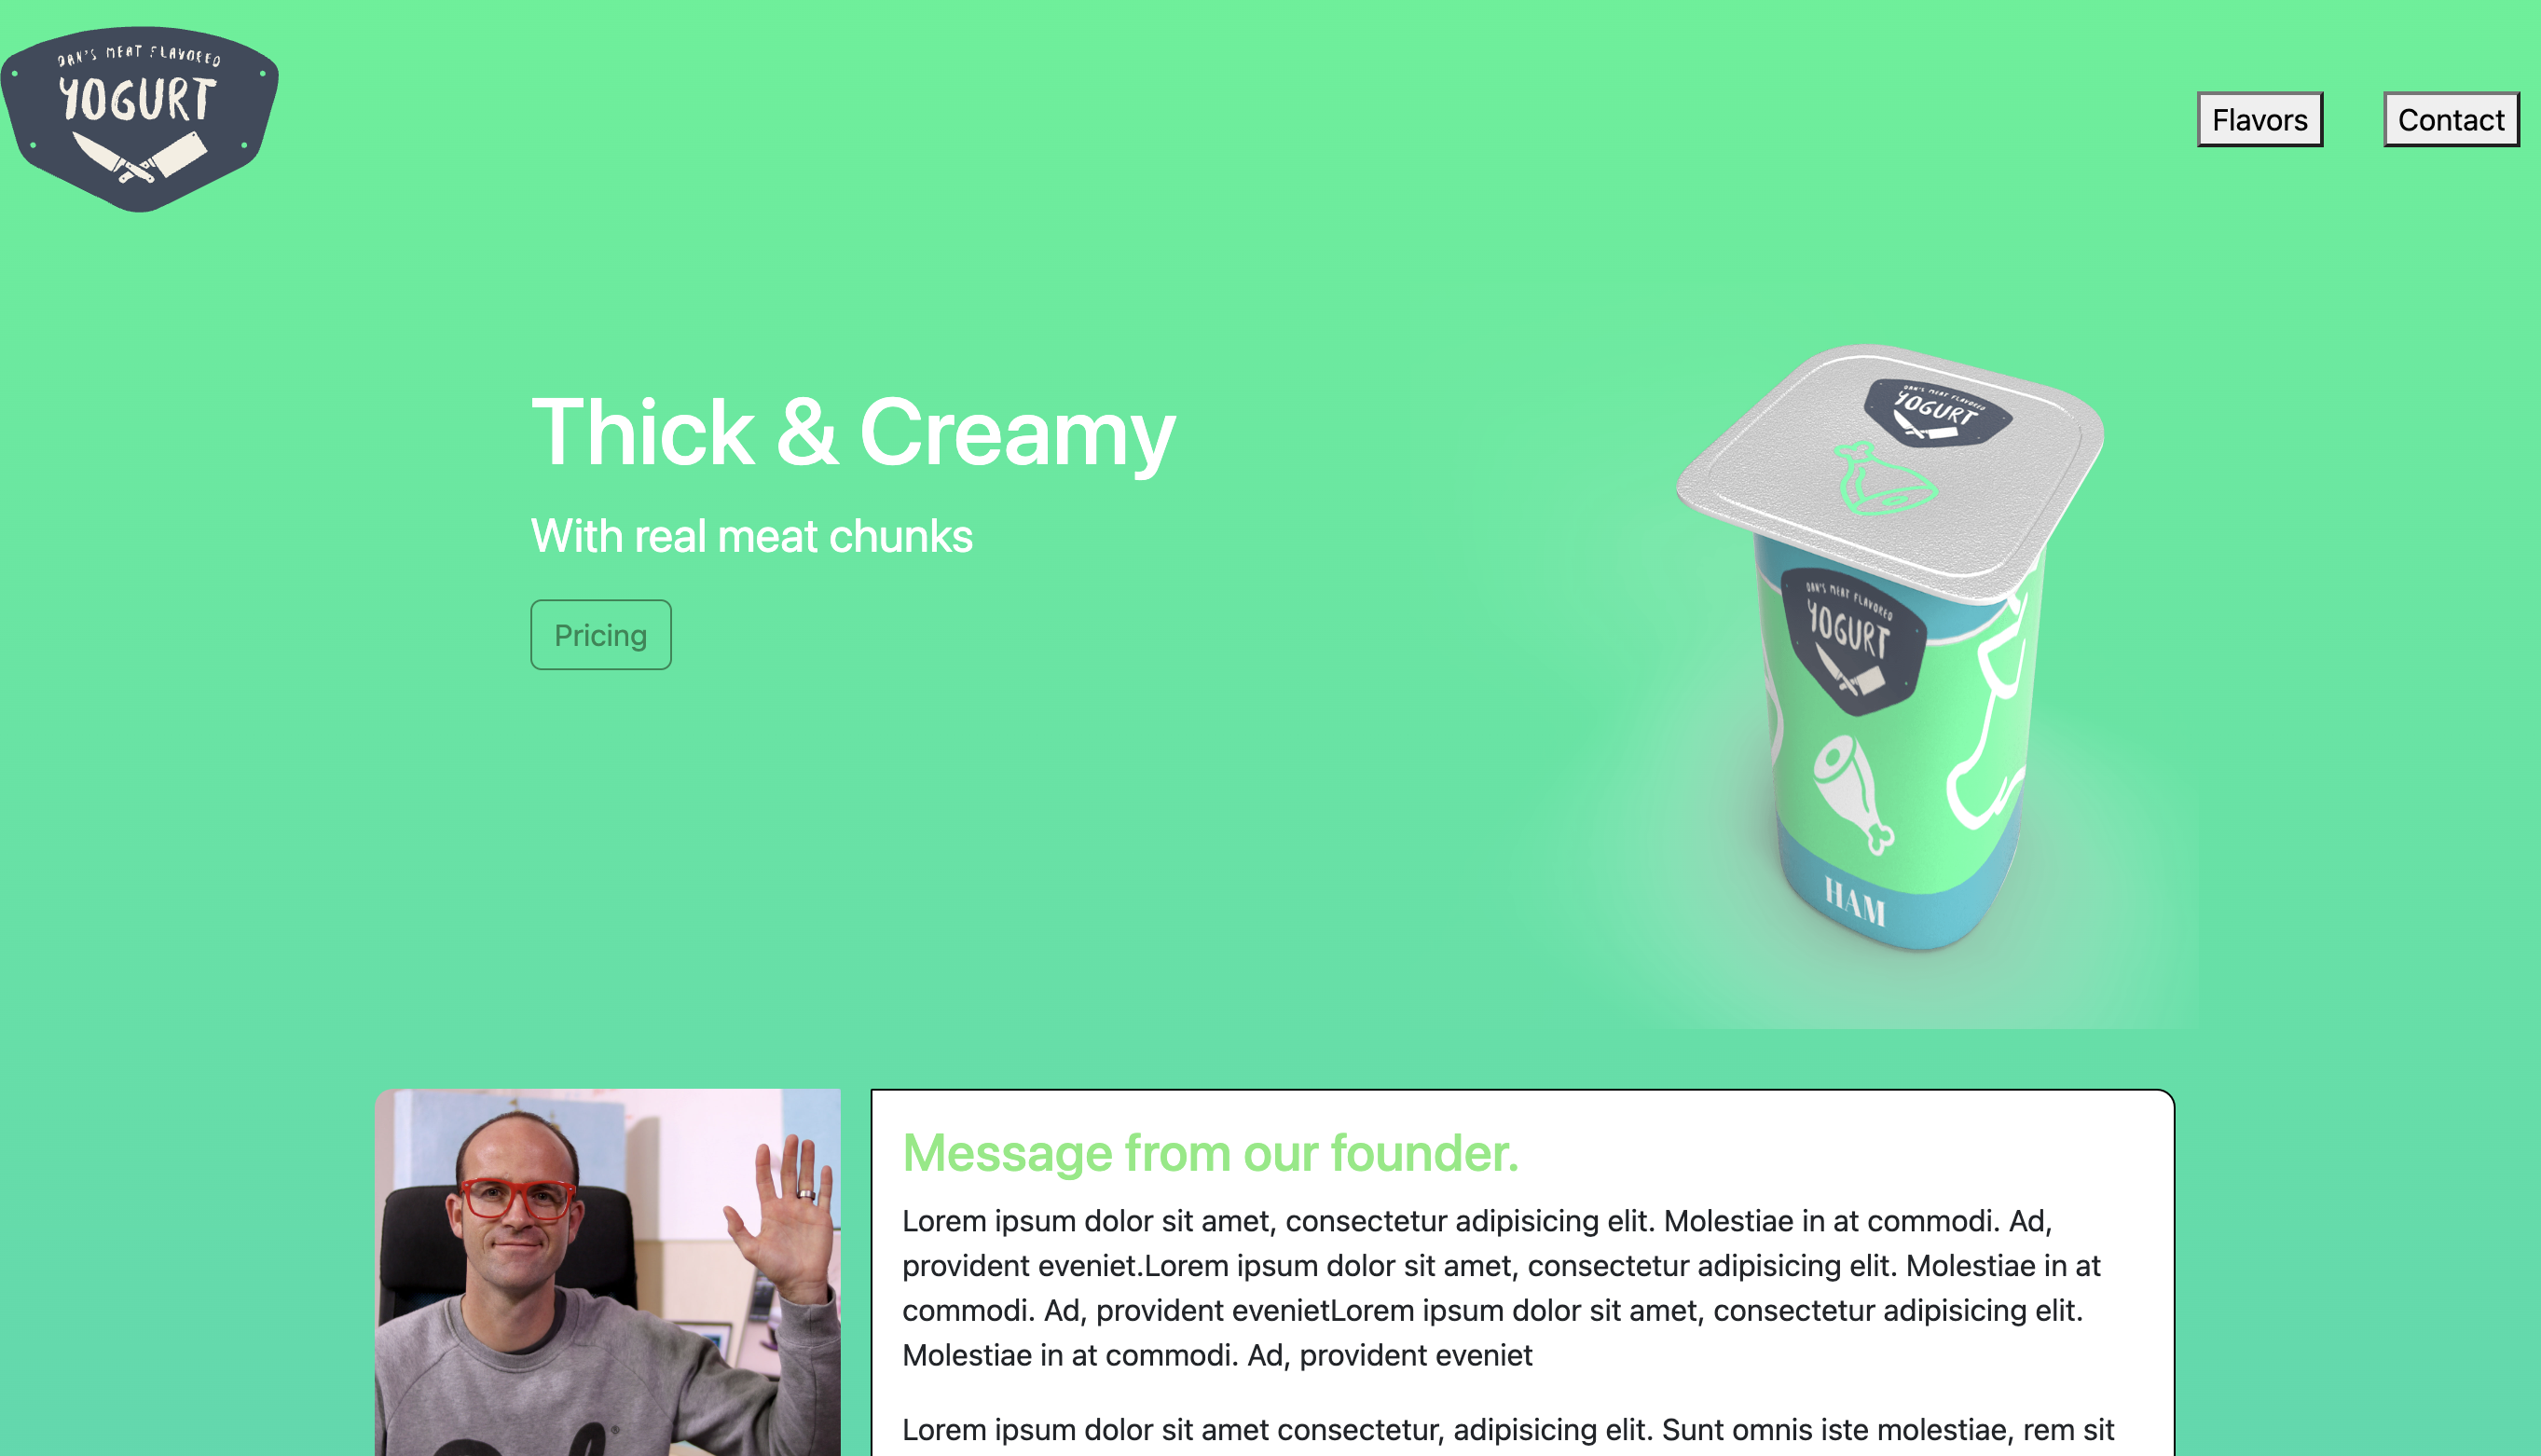 DAN'S MEAT FLAVORED
YOGURT
Flavors
Contact
Thick & Creamy
With real meat chunks
Pricing
DAN'S MEAT FLAVORED
YOGURT
DAN'S MEAT FLAVORED
YOGURT
HAM
Message from our founder.
Lorem ipsum dolor sit amet, consectetur adipisicing elit. Molestiae in at commodi. Ad,
provident eveniet.Lorem ipsum dolor sit amet, consectetur adipisicing elit. Molestiae in at
commodi. Ad, provident evenietLorem ipsum dolor sit amet, consectetur adipisicing elit.
Molestiae in at commodi. Ad, provident eveniet
Lorem ipsum dolor sit amet consectetur, adipisicing elit. Sunt omnis iste molestiae, rem sit